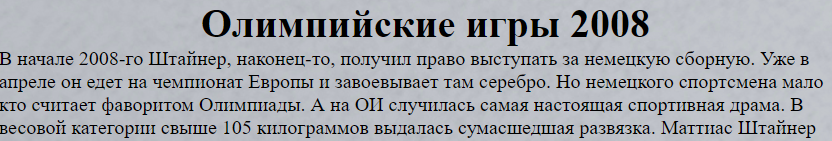 Олимпийские игры 2008
В начале 2008-го Штайнер, наконец-то, получил право выступать за немецкую сборную. Уже в
апреле он едет на чемпионат Европы и завоевывает там серебро. Но немецкого спортсмена мало
кто считает фаворитом Олимпиады. А на ОИ случилась самая настоящая спортивная драма. В
весовой категории свыше 105 килограммов выдалась сумасшедшая развязка. Маттиас Штайнер